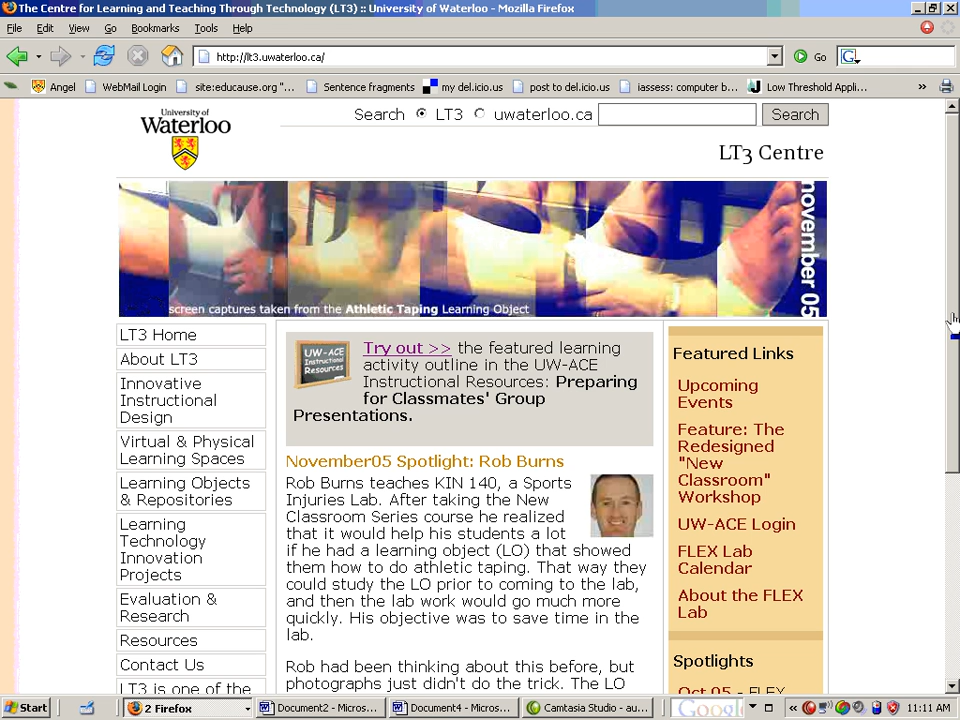 The Centre for Learning and Teaching Through Technology (LT3) :: University of Waterloo - Mozilla Firefox
File Edit View Go Bookmarks Tools Help
http://lt3.uwaterloo.ca/
Go
G
Angel WebMail Login site:educause.org "... Sentence fragments my del.icio.us post to del.icio.us iassess: computer b... Low Threshold Appli... »
University of
Waterloo
Search LT3 uwaterloo.ca Search
LT3 Centre
november 05
screen captures taken from the Athletic Taping Learning Object
LT3 Home
About LT3
Innovative
Instructional
Design
Virtual & Physical
Learning Spaces
Learning Objects
& Repositories
Learning
Technology
Innovation
Projects
Evaluation &
Research
Resources
Contact Us
LT3 is one of the
UW-ACE
Instructional
Resources
Try out >> the featured learning
activity outline in the UW-ACE
Instructional Resources: Preparing
for Classmates' Group
Presentations.
November05 Spotlight: Rob Burns
Rob Burns teaches KIN 140, a Sports
Injuries Lab. After taking the New
Classroom Series course he realized
that it would help his students a lot
if he had a learning object (LO) that showed
them how to do athletic taping. That way they
could study the LO prior to coming to the lab,
and then the lab work would go much more
quickly. His objective was to save time in the
lab.
Rob had been thinking about this before, but
photographs just didn't do the trick. The LO
Featured Links
Upcoming
Events
Feature: The
Redesigned
"New
Classroom"
Workshop
UW-ACE Login
FLEX Lab
Calendar
About the FLEX
Lab
Spotlights
Oct 05 - FLEX
Start 2 Firefox Document2 - Micros... Document4 - Micros... Camtasia Studio - au... Google « 11:11 AM